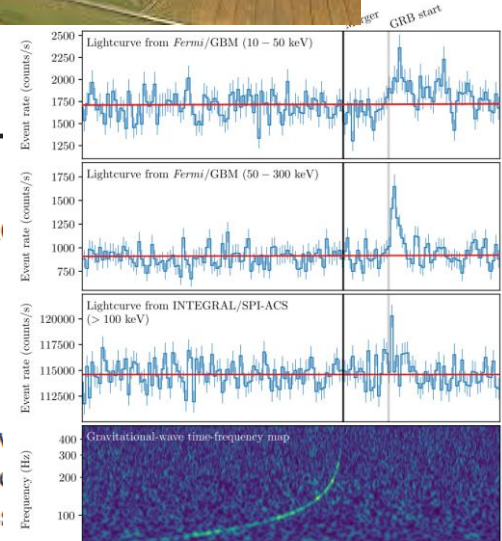 GRB start
2500
2250
2000
1750
1500
1250
Event rate (counts/s)
Lightcurve from Fermi/GBM (10 − 50 keV)
1750
1500
1250
1000
750
Event rate (counts/s)
Lightcurve from Fermi/GBM (50 − 300 keV)
120000
117500
115000
112500
Event rate (counts/s)
Lightcurve from INTEGRAL/SPI-ACS
(> 100 keV)
400
300
200
100
Frequency (Hz)
Gravitational-wave time-frequency map